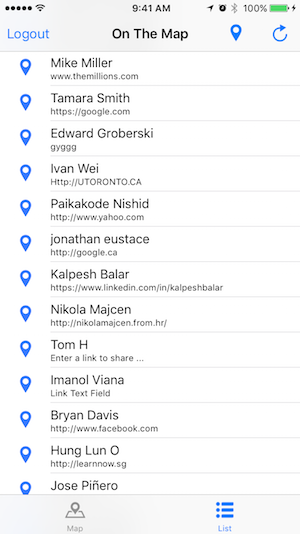 9:41 AM
100%
Logout
On The Map
Mike Miller
www.themillions.com
Tamara Smith
https://google.com
Edward Groberski
gyggg
Ivan Wei
Http://UTORONTO.CA
Paikakode Nishid
http://www.yahoo.com
jonathan eustace
http://google.ca
Kalpesh Balar
https://www.linkedin.com/in/kalpeshbalar
Nikola Majcen
http://nikolamajcen.from.hr/
Tom H
Enter a link to share ...
Imanol Viana
Link Text Field
Bryan Davis
http://www.facebook.com
Hung Lun O
http://learnnow.sg
Jose Piñero
Map
List